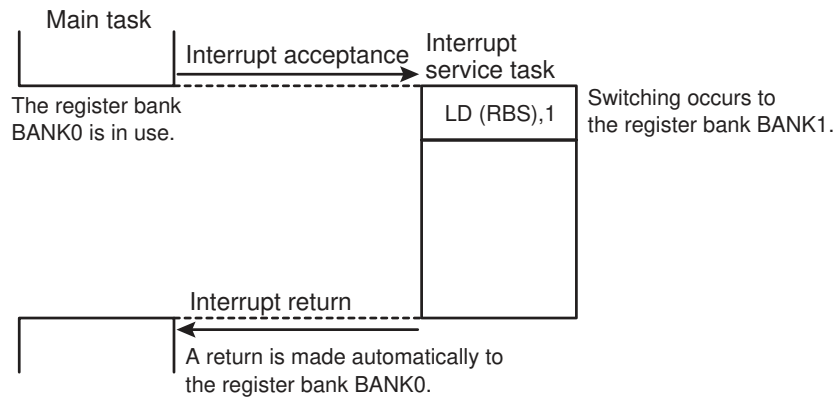 Main task
Interrupt acceptance
Interrupt
service task
The register bank
BANK0 is in use.
LD (RBS),1
Switching occurs to
the register bank BANK1.
Interrupt return
A return is made automatically to
the register bank BANK0.